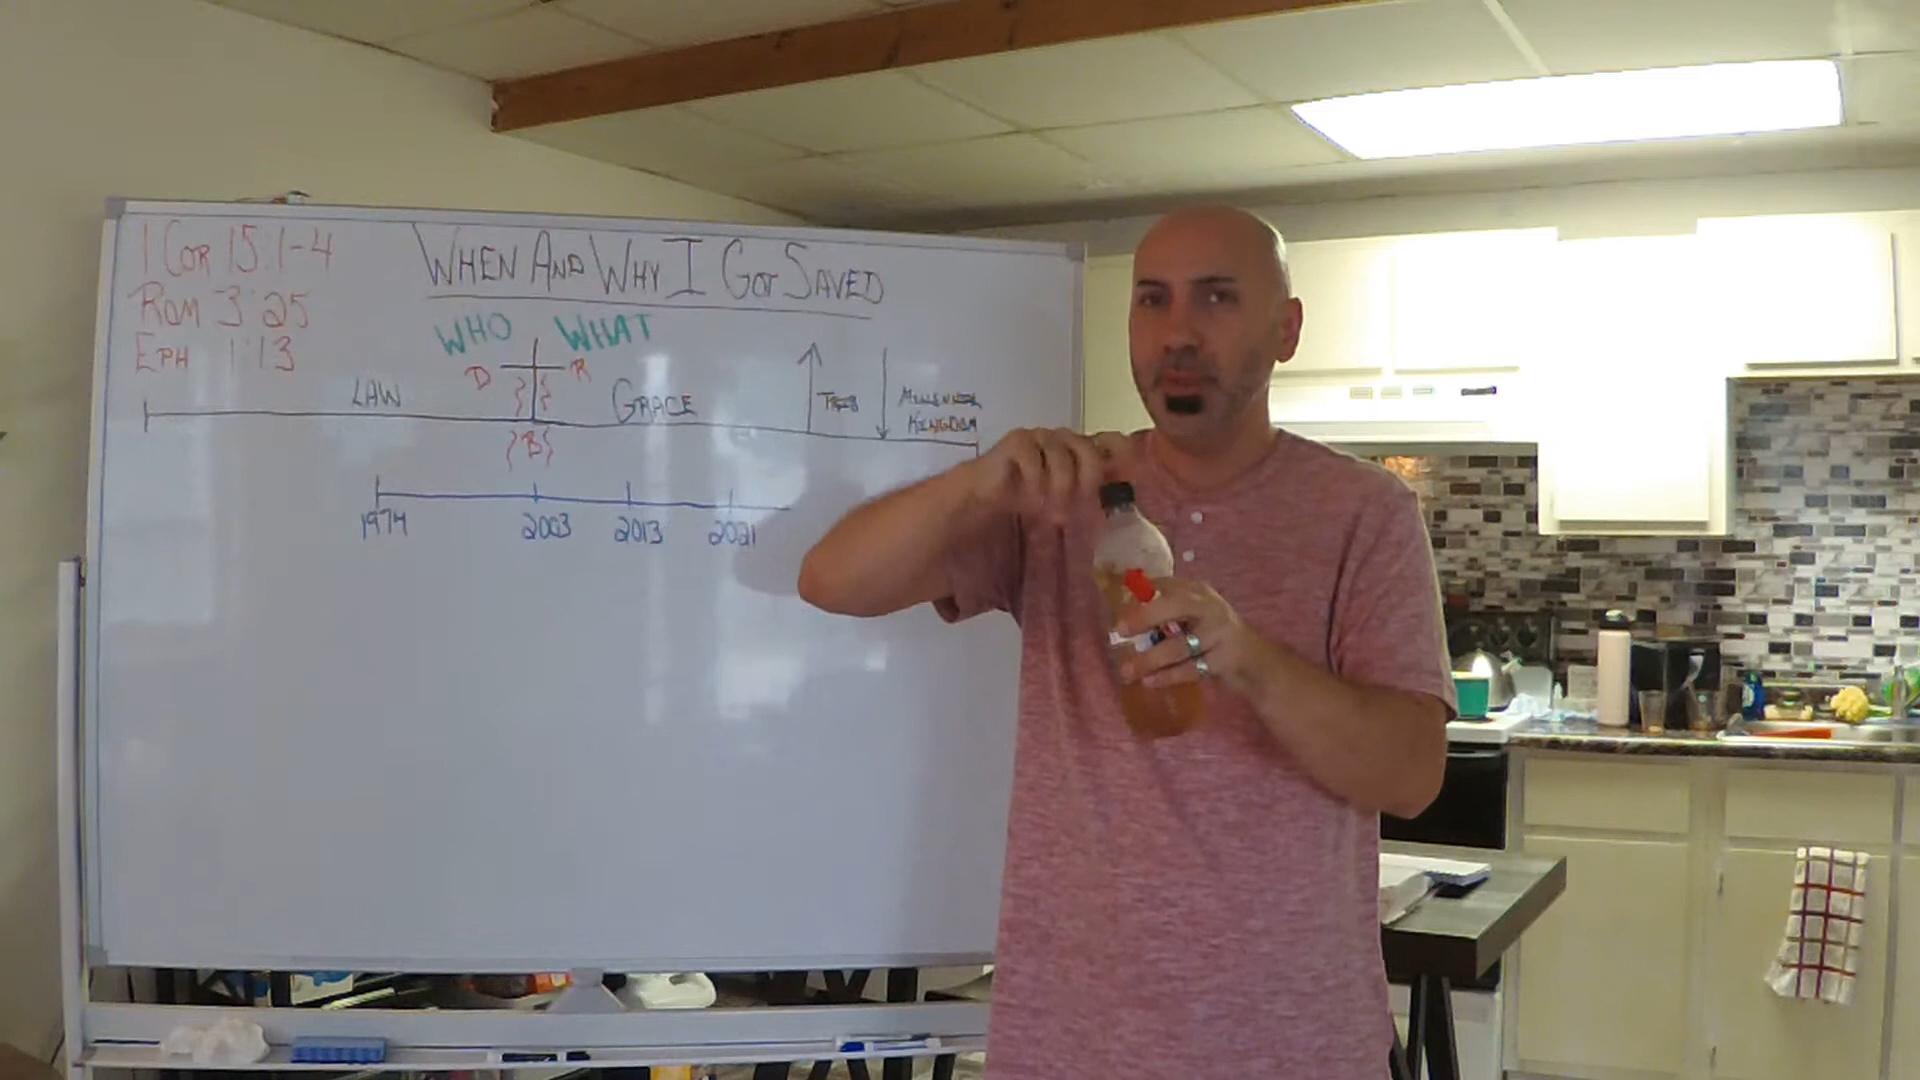 1 COR 15:1-4
ROM 3:25
EPH 1:13
WHEN AND WHY I GOT SAVED
WHO WHAT
D R
LAW GRACE
TRIB
MILLENNIAL
KINGDOM
B
1974 2003 2013 2021